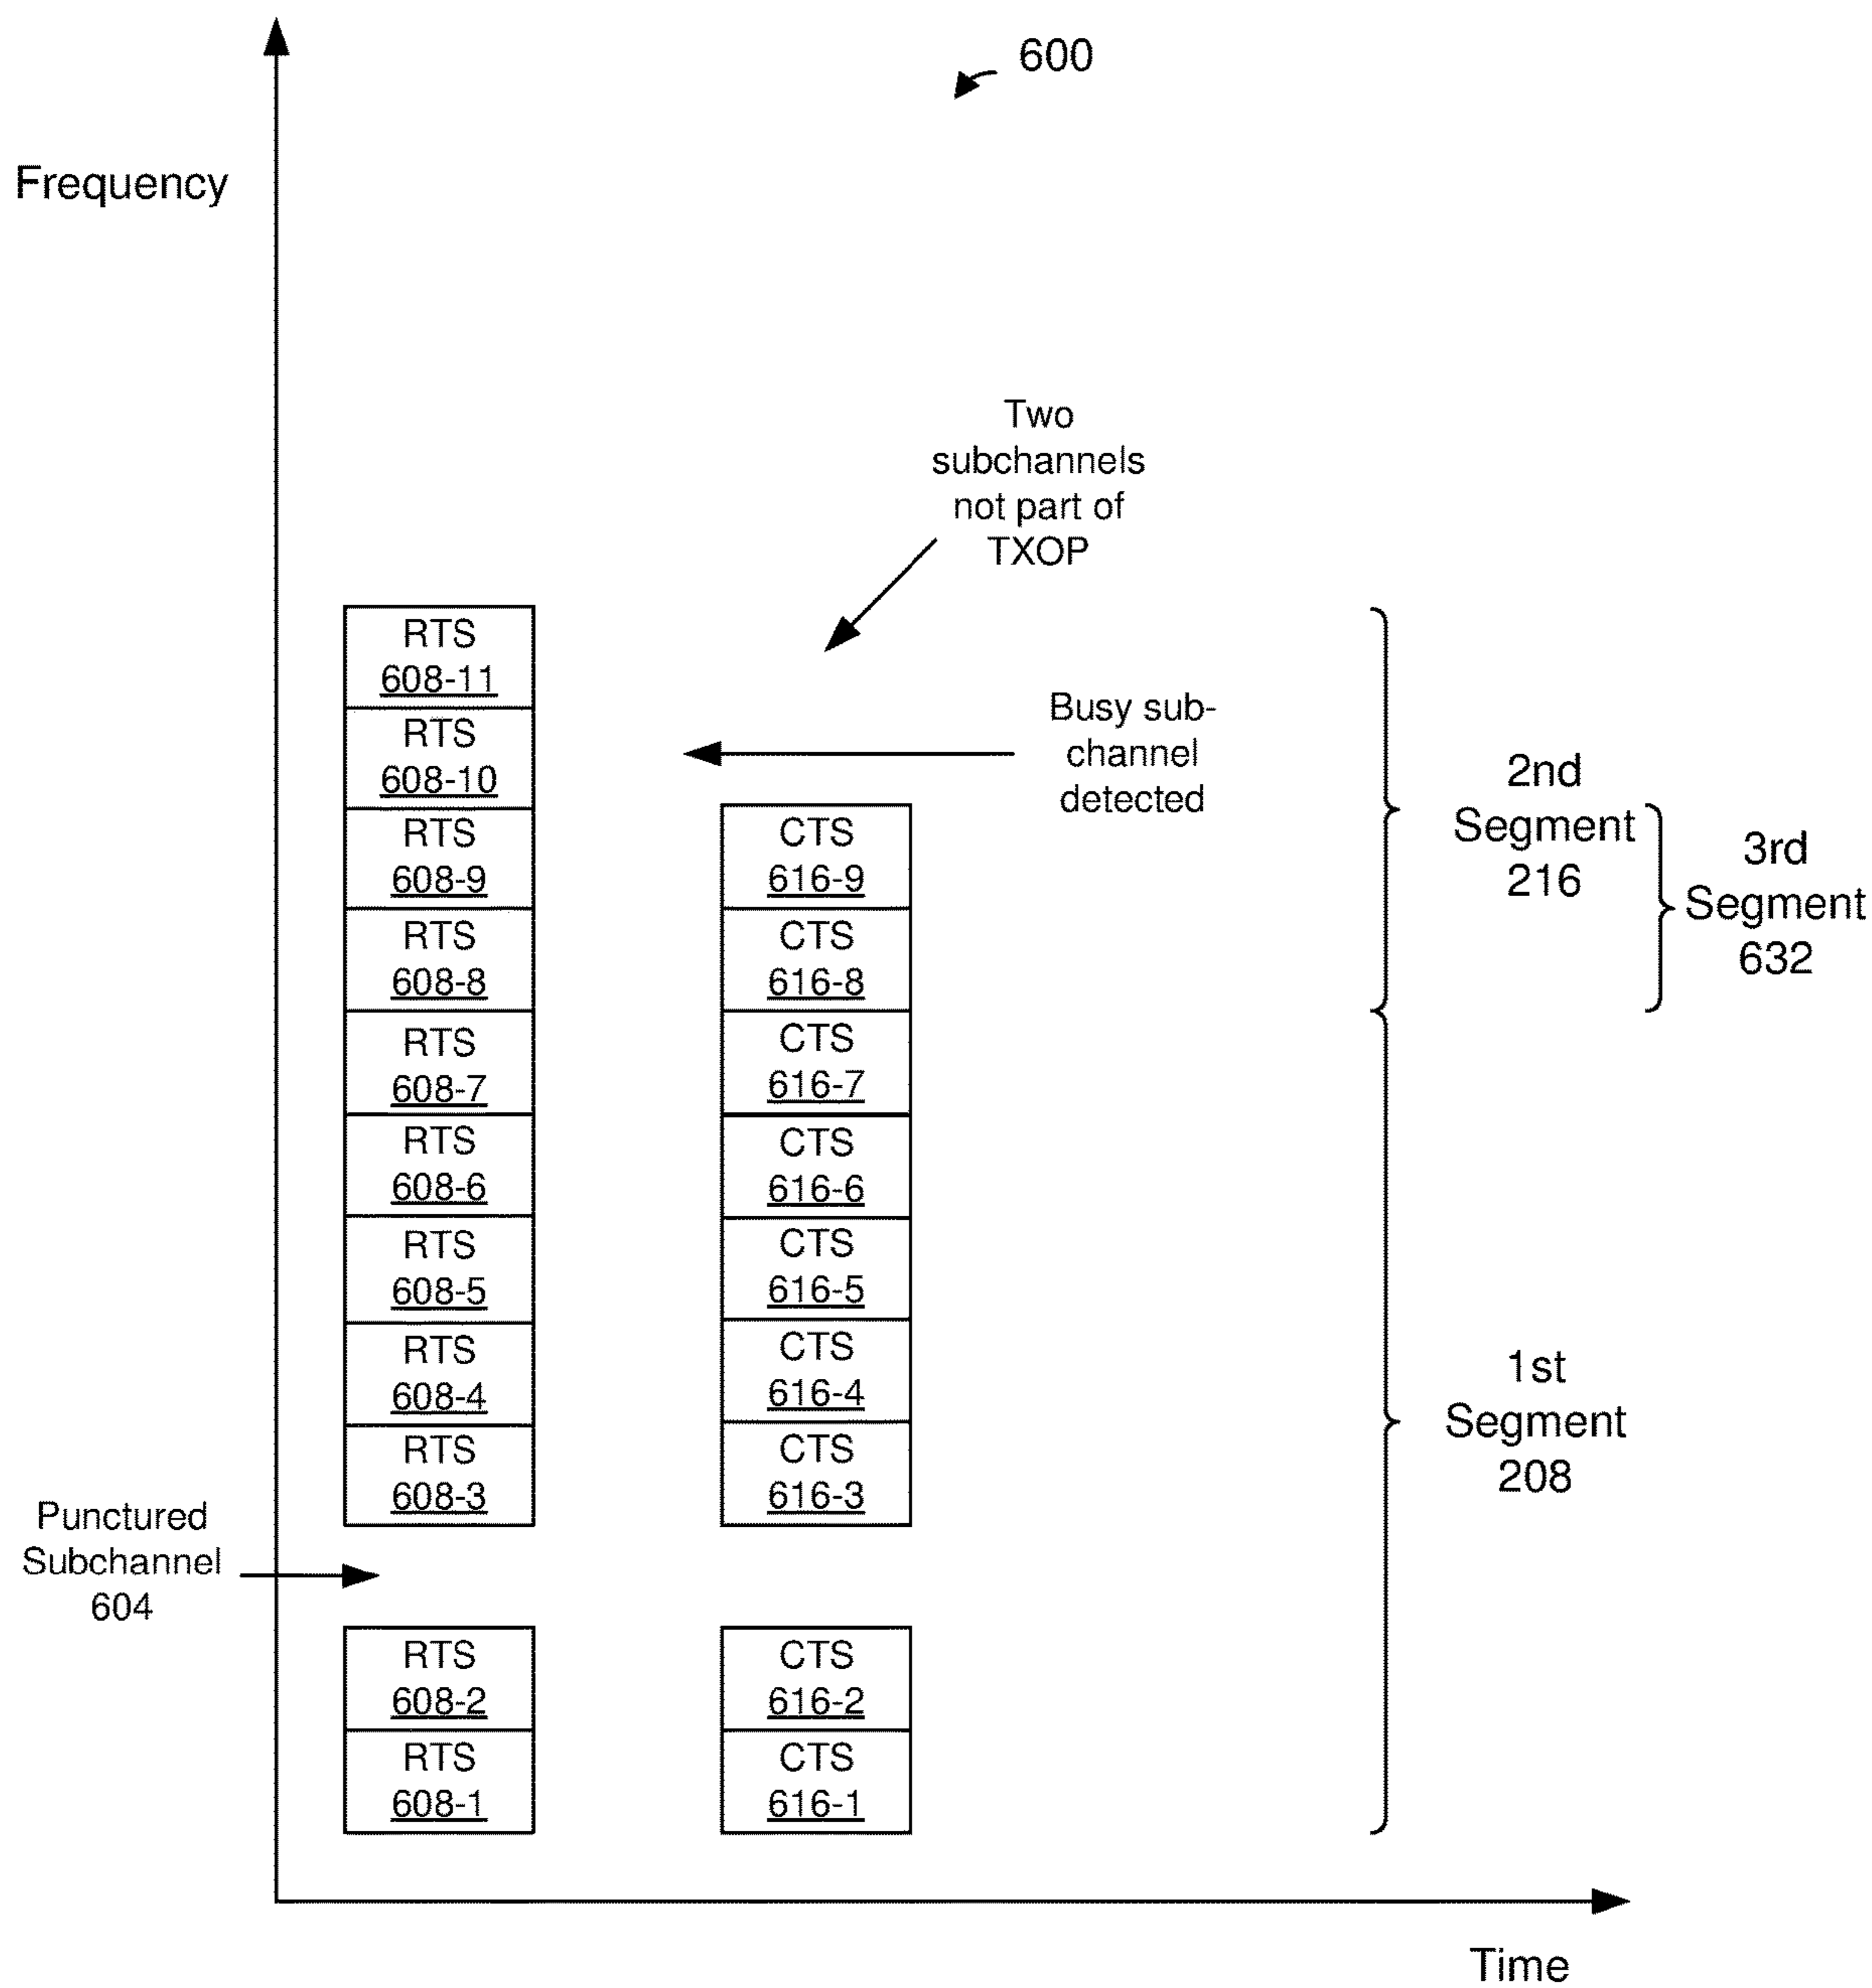 600
Frequency
Two
subchannels
not part of
TXOP
RTS
608-11
RTS
608-10
RTS
608-9
RTS
608-8
RTS
608-7
RTS
608-6
RTS
608-5
RTS
608-4
RTS
608-3
Punctured
Subchannel
604
RTS
608-2
RTS
608-1
Busy sub-
channel
detected
CTS
616-9
CTS
616-8
CTS
616-7
CTS
616-6
CTS
616-5
CTS
616-4
CTS
616-3
CTS
616-2
CTS
616-1
2nd
Segment
216
3rd
Segment
632
1st
Segment
208
Time